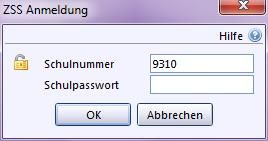 ZSS Anmeldung
Hilfe
Schulnummer 9310
Schulpasswort
OK Abbrechen